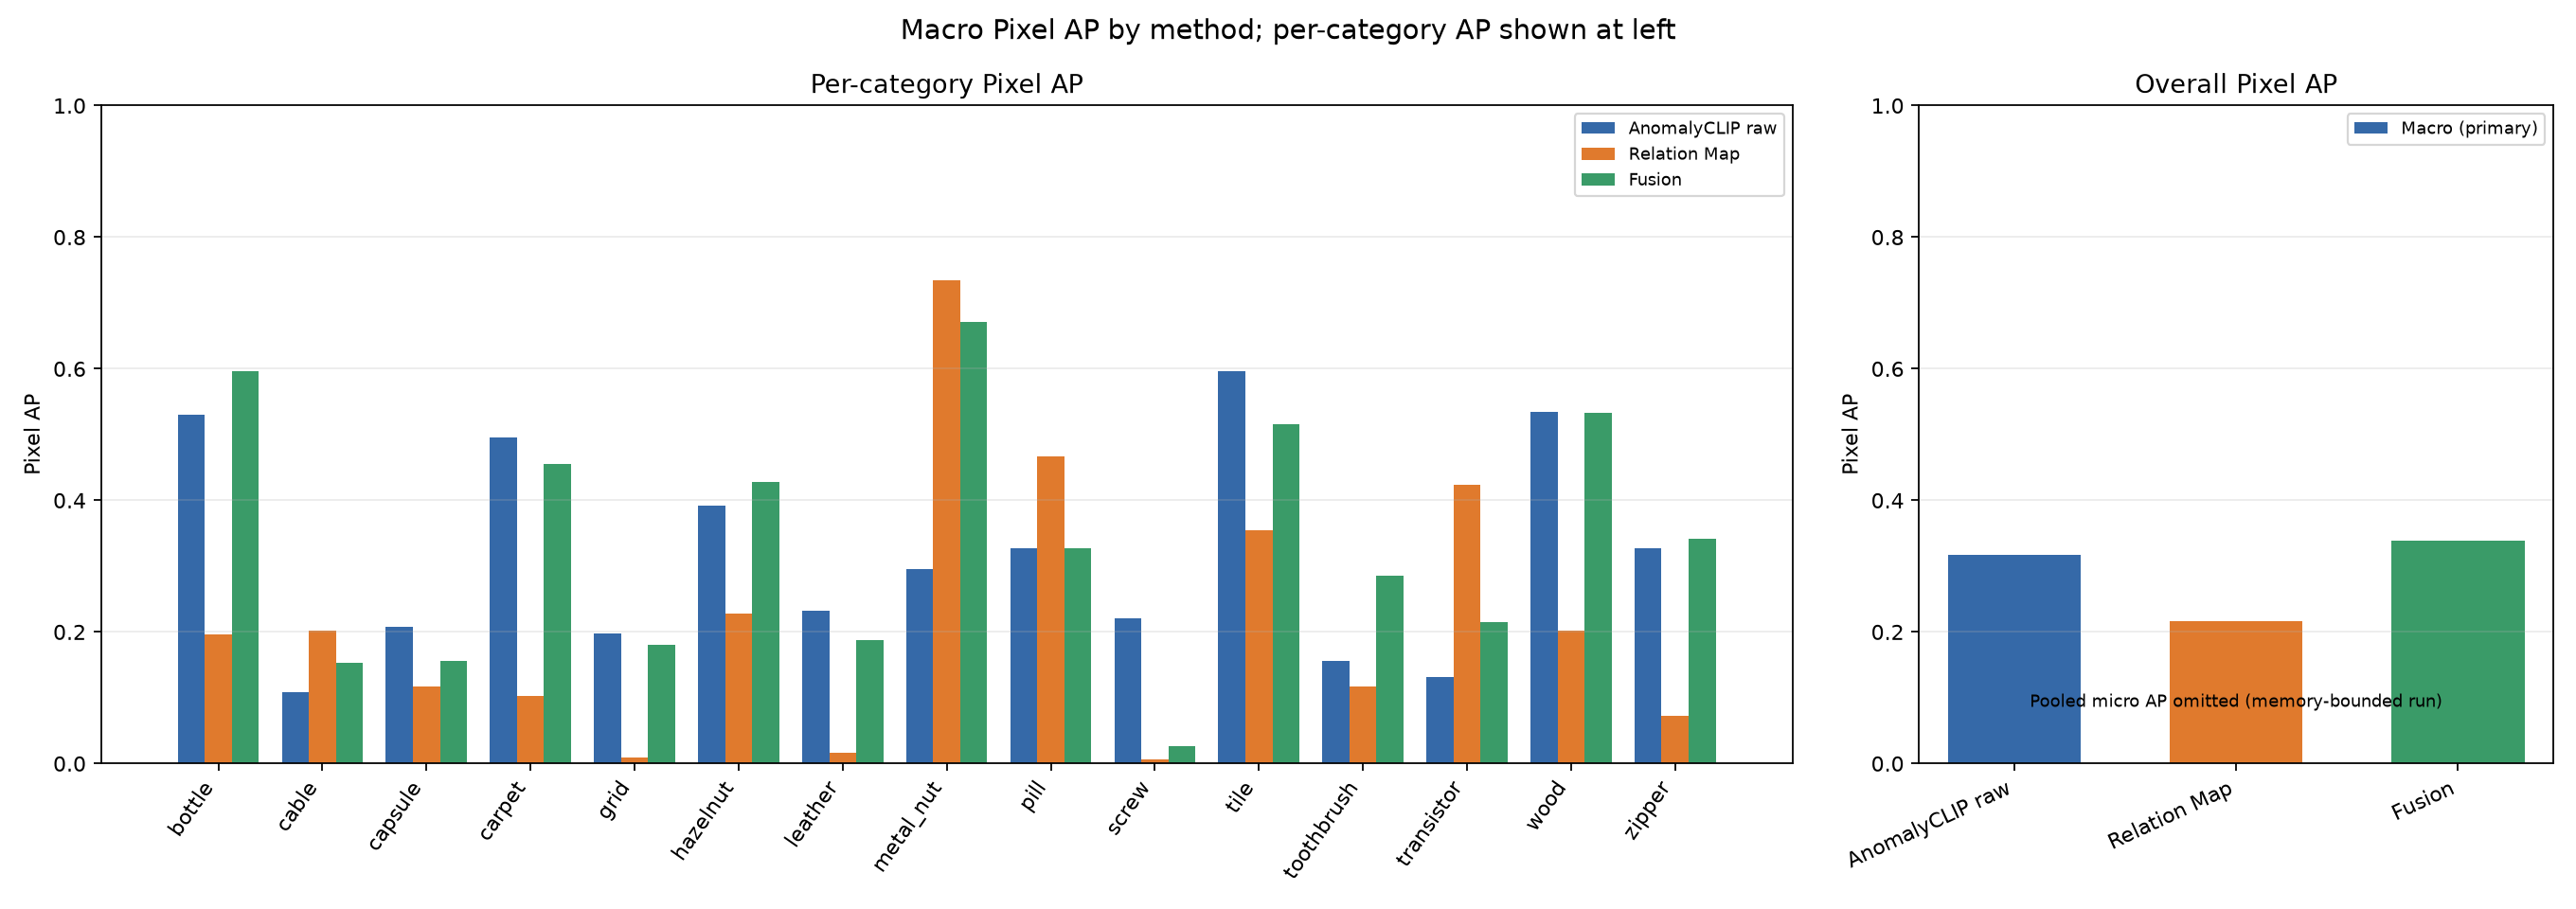 Macro Pixel AP by method; per-category AP shown at left
Per-category Pixel AP
Pixel AP
1.0
0.8
0.6
0.4
0.2
0.0
AnomalyCLIP raw
Relation Map
Fusion
bottle
cable
capsule
carpet
grid
hazelnut
leather
metal_nut
pill
screw
tile
toothbrush
transistor
wood
zipper
Overall Pixel AP
Pixel AP
1.0
0.8
0.6
0.4
0.2
0.0
Macro (primary)
Pooled micro AP omitted (memory-bounded run)
AnomalyCLIP raw
Relation Map
Fusion